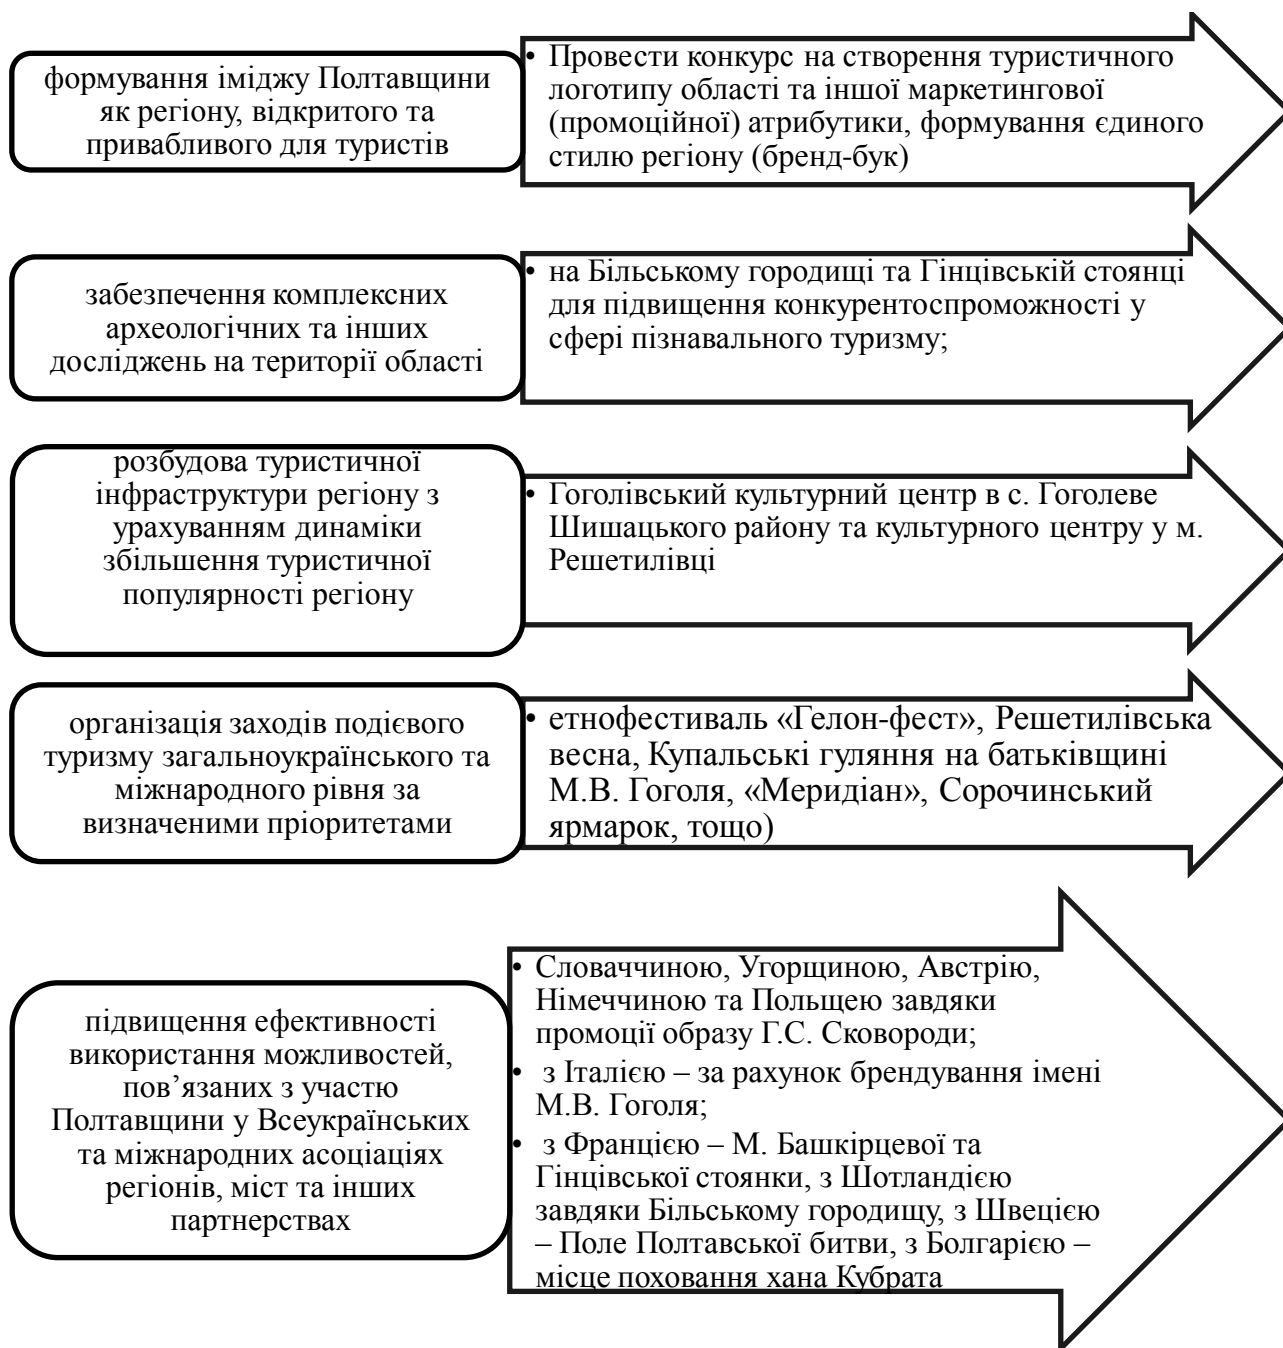 формування іміджу Полтавщини
як регіону, відкритого та
привабливого для туристів
• Провести конкурс на створення туристичного
логотипу області та іншої маркетингової
(промоційної) атрибутики, формування єдиного
стилю регіону (бренд-бук)
забезпечення комплексних
археологічних та інших
досліджень на території області
• на Більському городищі та Гінцівській стоянці
для підвищення конкурентоспроможності у
сфері пізнавального туризму;
розбудова туристичної
інфраструктури регіону з
урахуванням динаміки
збільшення туристичної
популярності регіону
• Гоголівський культурний центр в с. Гоголеве
Шишацького району та культурного центру у м.
Решетилівці
організація заходів подієвого
туризму загальноукраїнського та
міжнародного рівня за
визначеними пріоритетами
• етнофестиваль «Гелон-фест», Решетилівська
весна, Купальські гуляння на батьківщині
М.В. Гоголя, «Меридіан», Сорочинський
ярмарок, тощо)
підвищення ефективності
використання можливостей,
пов’язаних з участю
Полтавщини у Всеукраїнських
та міжнародних асоціаціях
регіонів, міст та інших
партнерствах
• Словаччиною, Угорщиною, Австрію,
Німеччиною та Польщею завдяки
промоції образу Г.С. Сковороди;
• з Італією – за рахунок брендування імені
М.В. Гоголя;
• з Францією – М. Башкірцевої та
Гінцівської стоянки, з Шотландією
завдяки Більському городищу, з Швецією
– Поле Полтавської битви, з Болгарією –
місце поховання хана Кубрата